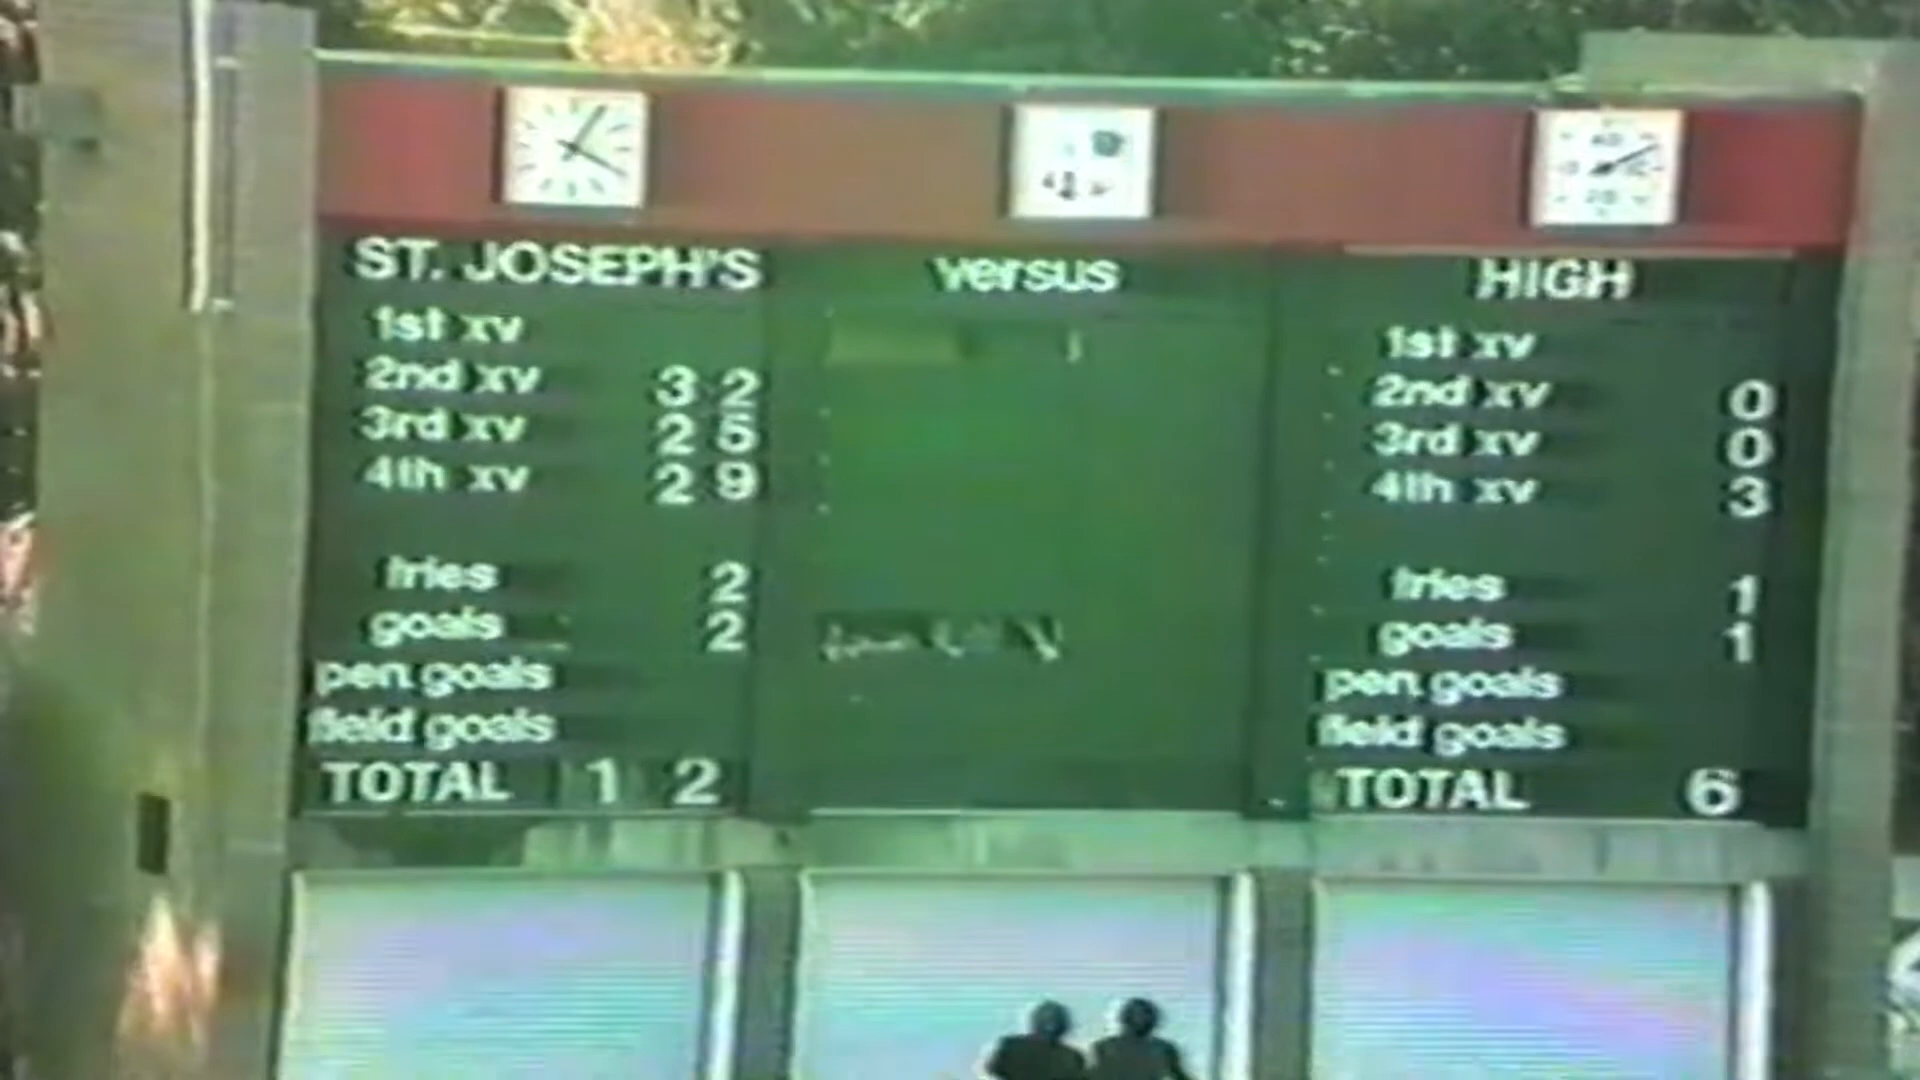 ST. JOSEPH'S versus HIGH
1st xv 1st xv
2nd xv 32 2nd xv 0
3rd xv 25 3rd xv 0
4th xv 29 4th xv 3
tries 2 tries 1
goals 2 goals 1
pen goals pen goals
field goals field goals
TOTAL 12 TOTAL 6